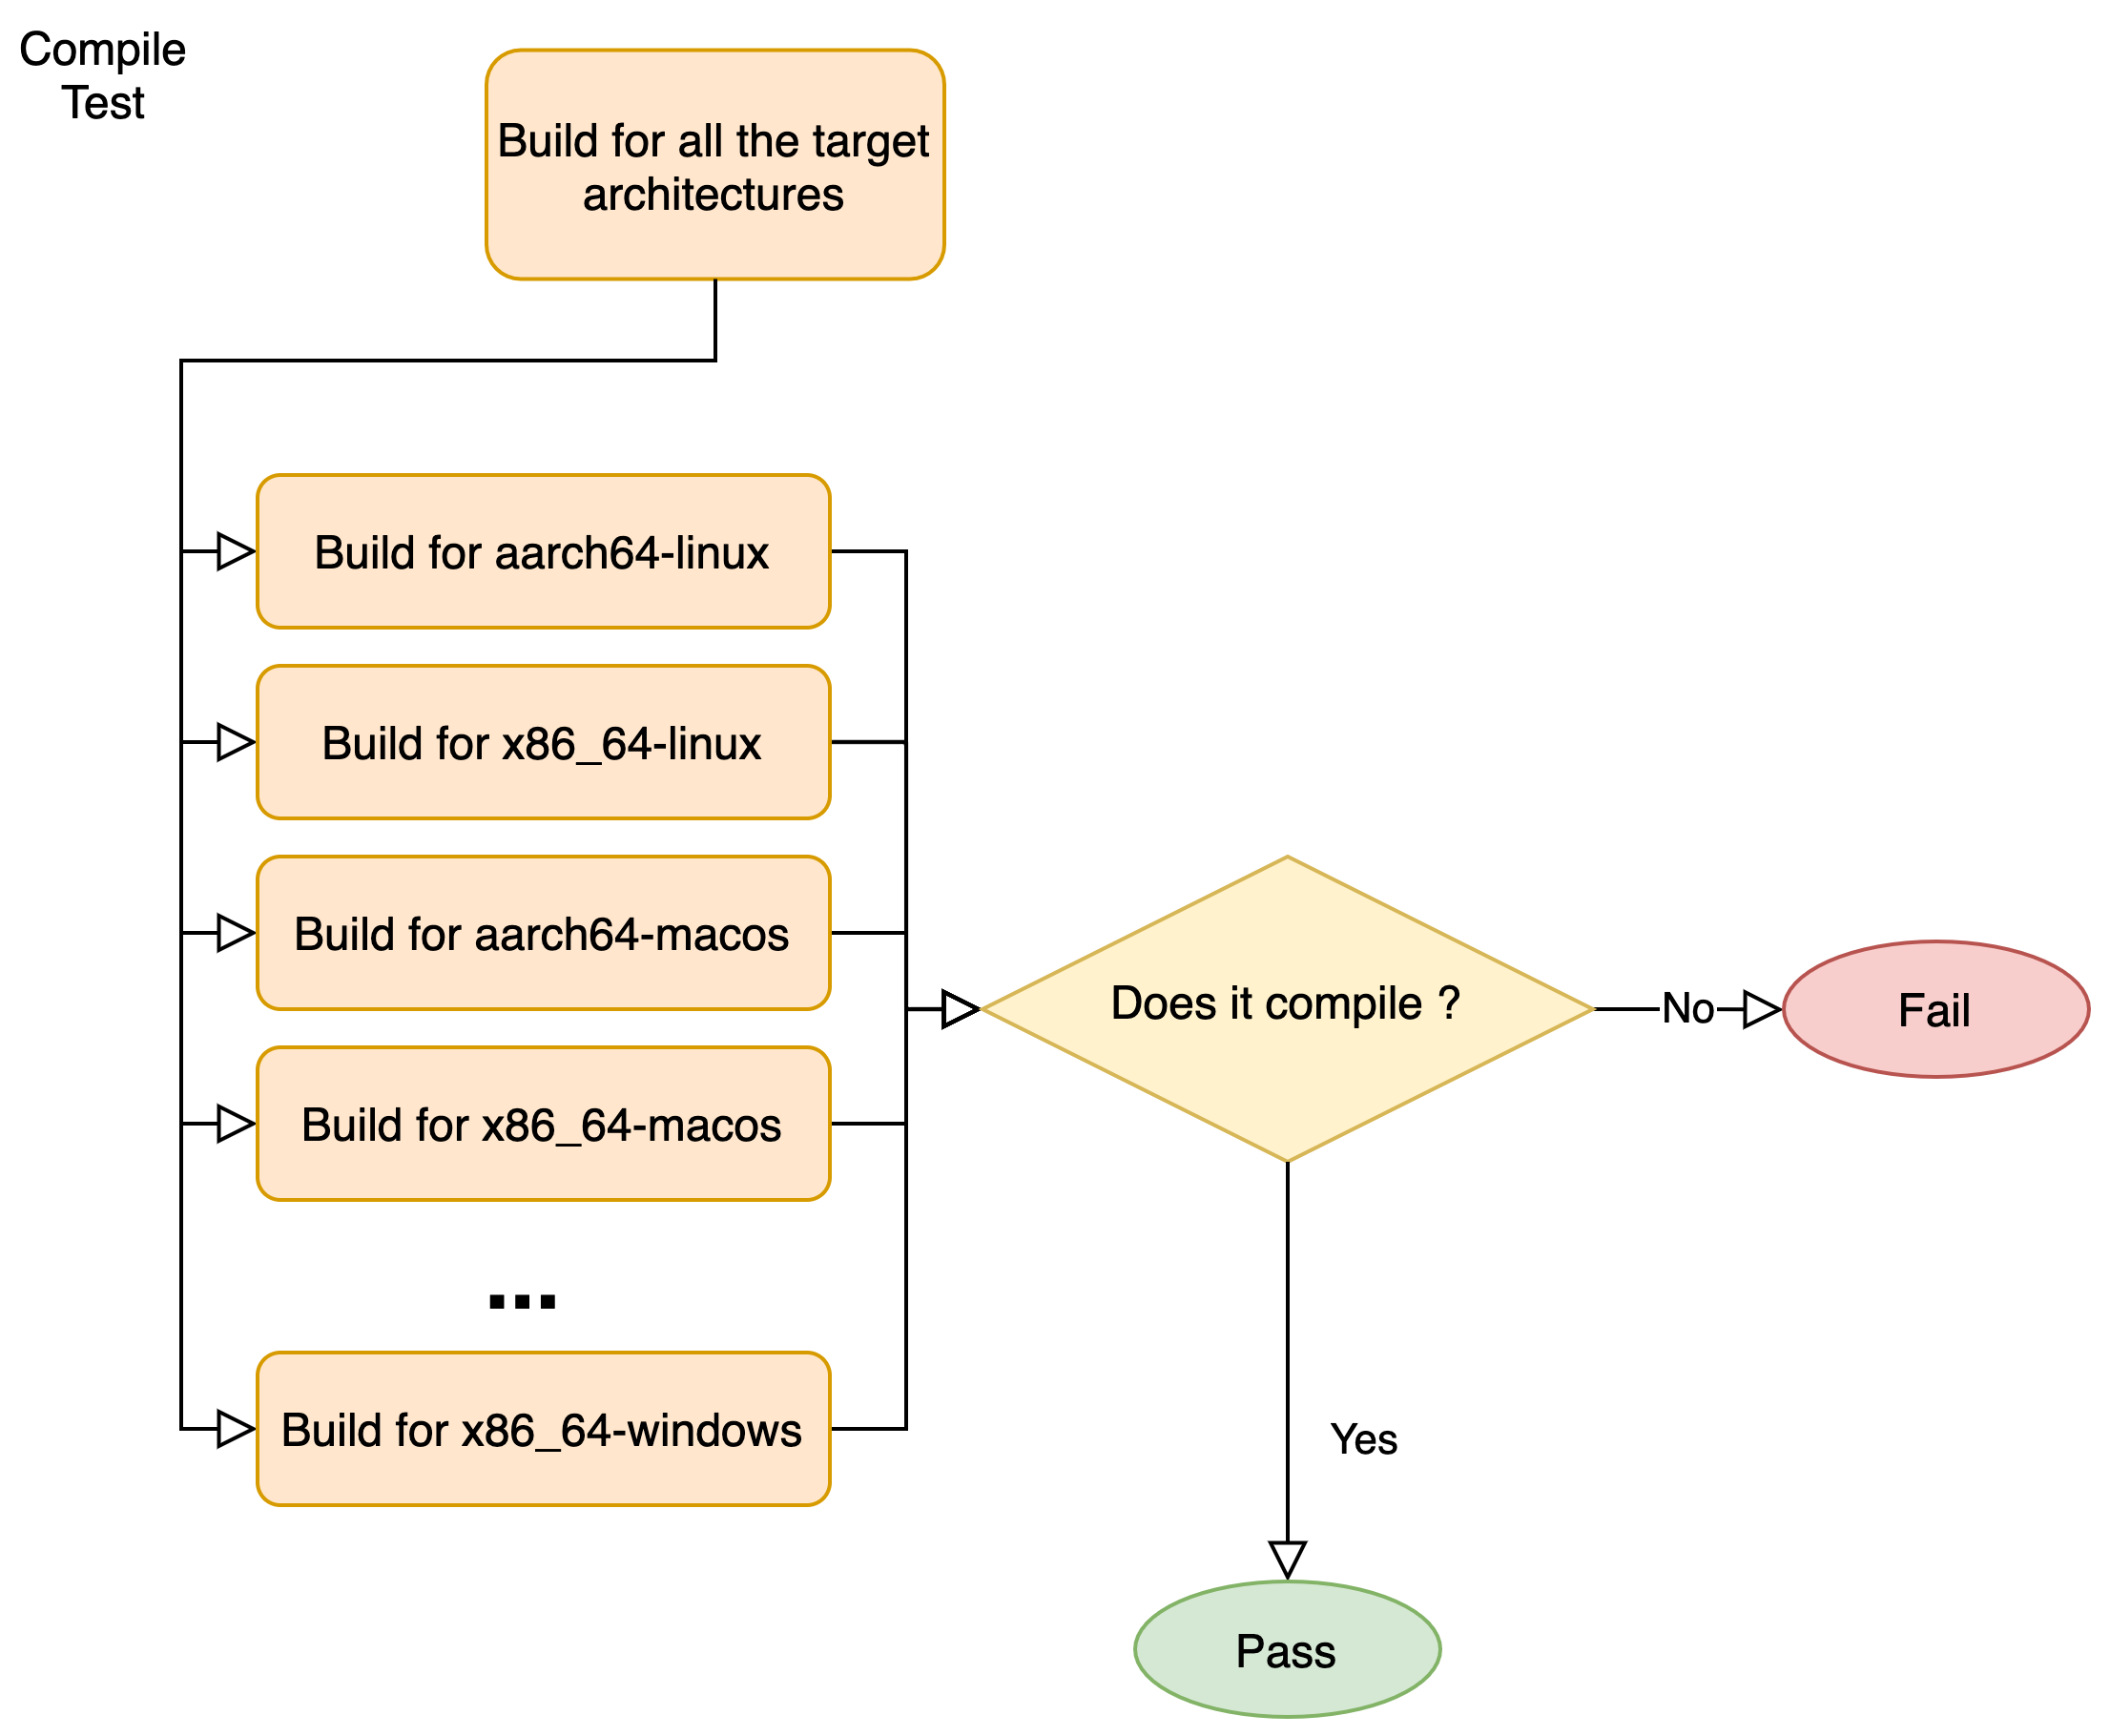 Compile
Test
Build for all the target
architectures
Build for aarch64-linux
Build for x86_64-linux
Build for aarch64-macos
Build for x86_64-macos
...
Build for x86_64-windows
Does it compile ?
No
Fail
Yes
Pass